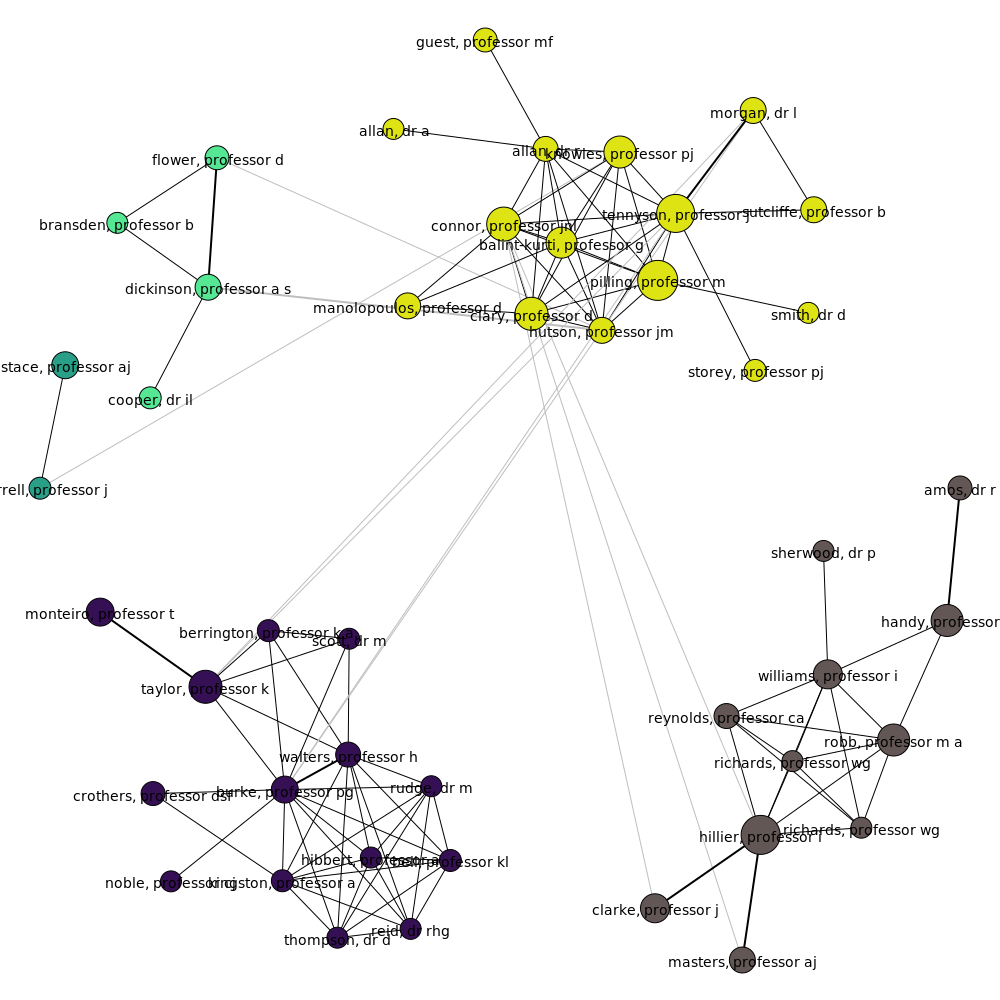 guest, professor mf
morgan, dr l
allan, dr a
allan, dr
knowles, professor pj
flower, professor d
tennyson, professor j
sutcliffe, professor b
bransden, professor b
connor, professor jnl
balint-kurti, professor g
pilling, professor m
dickinson, professor a s
manolopoulos, professor d
clary, professor d
smith, dr d
hutson, professor jm
stace, professor aj
storey, professor pj
cooper, dr il
rell, professor j
amos, dr r
sherwood, dr p
monteiro, professor t
handy, professor
berrington, professor k a
scott, dr m
williams, professor i
taylor, professor k
reynolds, professor ca
robb, professor m a
walters, professor h
richards, professor wg
crothers, professor dsf
burke, professor pg
rudge, dr m
hillier, professor i
richards, professor wg
hibbert, professor a
bell, professor kl
noble, professor cj
kingston, professor a
clarke, professor j
thompson, dr d
reid, dr rhg
masters, professor aj